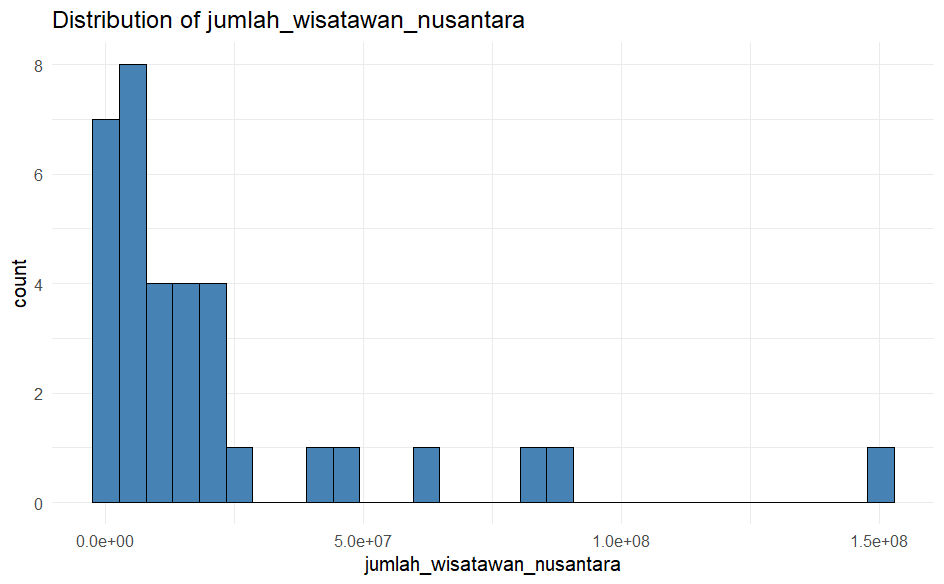 Distribution of jumlah_wisatawan_nusantara
8
6
4
2
0
count
0.0e+00 5.0e+07 1.0e+08 1.5e+08
jumlah_wisatawan_nusantara